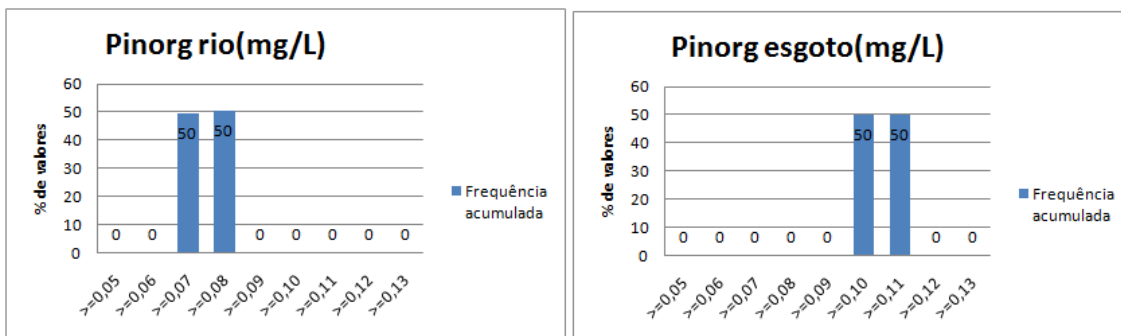 Pinorg rio(mg/L)
% de valores
60
50
40
30
20
10
0
0 0 50 50 0 0 0 0 0
>=0,05 >=0,06 >=0,07 >=0,08 >=0,09 >=0,10 >=0,11 >=0,12 >=0,13
Frequência
acumulada
Pinorg esgoto(mg/L)
% de valores
60
50
40
30
20
10
0
0 0 0 0 0 50 50 0 0
>=0,05 >=0,06 >=0,07 >=0,08 >=0,09 >=0,10 >=0,11 >=0,12 >=0,13
Frequência
acumulada